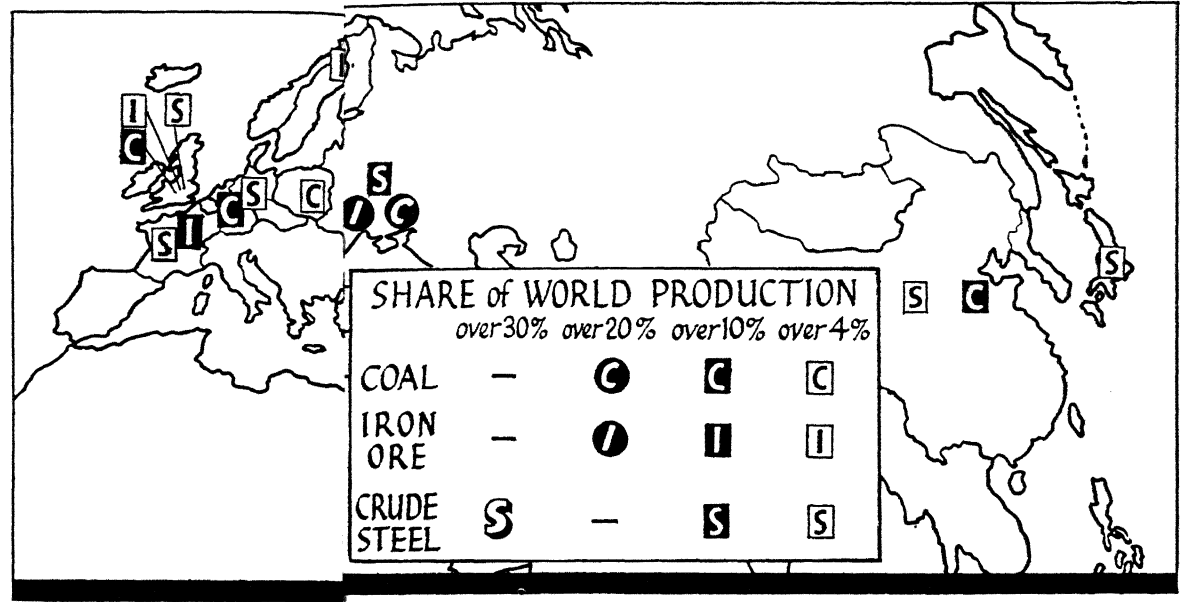 I
I S
C
S
S
C
I C
C
I
S
S
S C
SHARE of WORLD PRODUCTION
over 30% over 20% over 10% over 4%
COAL – C C C
IRON
ORE – I I I
CRUDE
STEEL S – S S